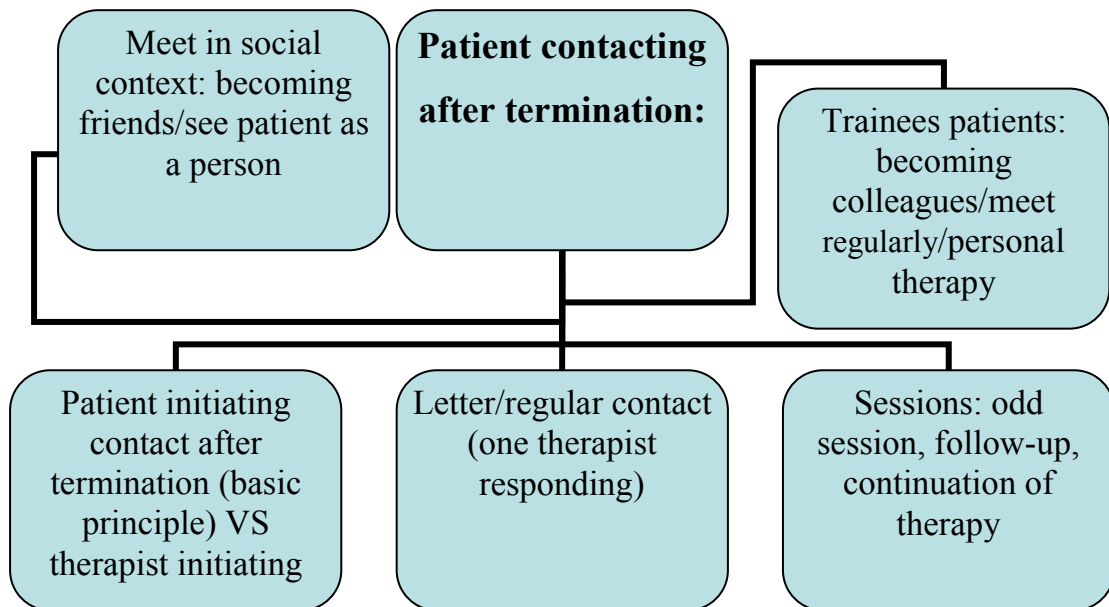 Meet in social
context: becoming
friends/see patient as
a person
Patient contacting
after termination:
Trainees patients:
becoming
colleagues/meet
regularly/personal
therapy
Patient initiating
contact after
termination (basic
principle) VS
therapist initiating
Letter/regular contact
(one therapist
responding)
Sessions: odd
session, follow-up,
continuation of
therapy